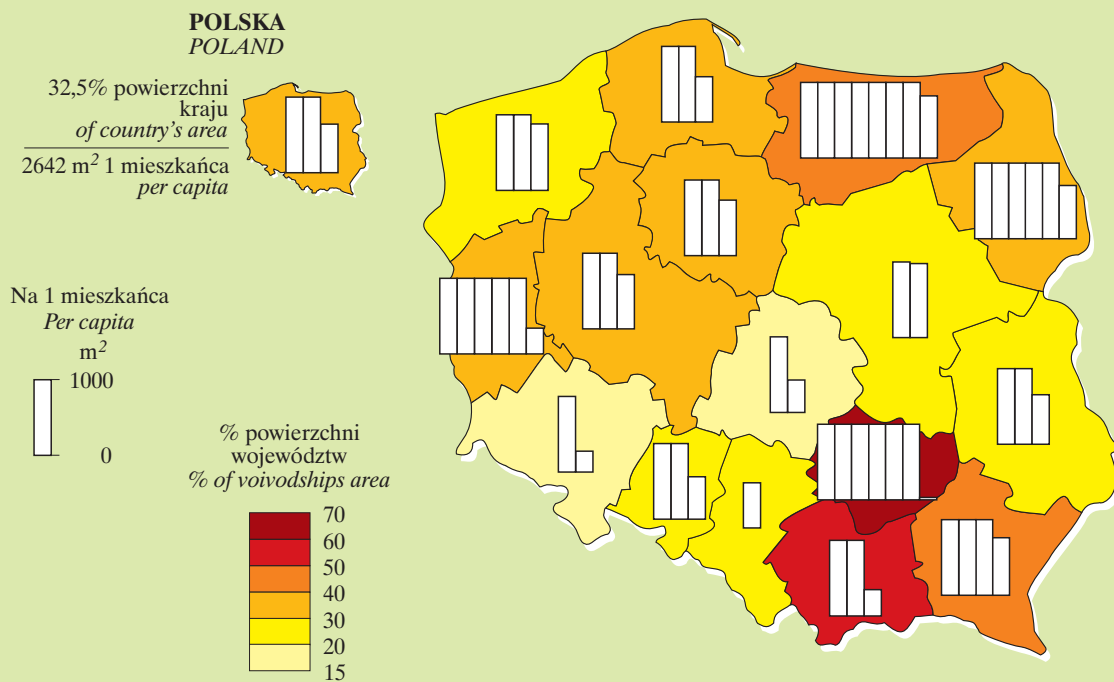 POLSKA
POLAND
32,5% powierzchni
kraju
of country's area
2642 m² 1 mieszkańca
per capita
Na 1 mieszkańca
Per capita
m²
1000
0
% powierzchni
województw
% of voivodships area
70
60
50
40
30
20
15